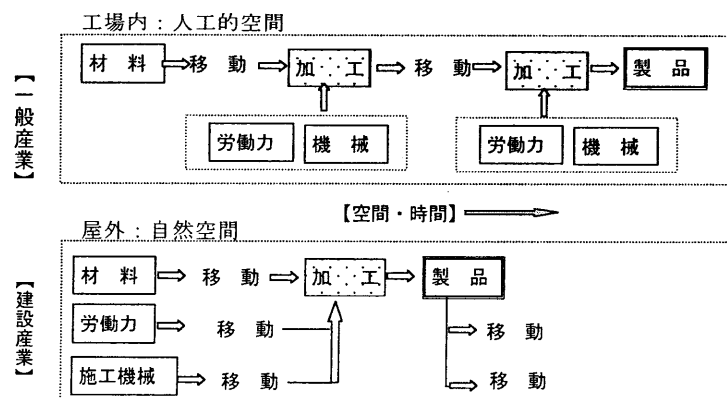 工場内：人工的空間
【一般産業】
材 料 移 動 加 工 移 動 加 工 製 品
労働力 機 械 労働力 機 械
【空間・時間】
屋外：自然空間
【建設産業】
材 料 移 動 加 工 製 品
労働力 移 動 移 動
施工機械 移 動 移 動